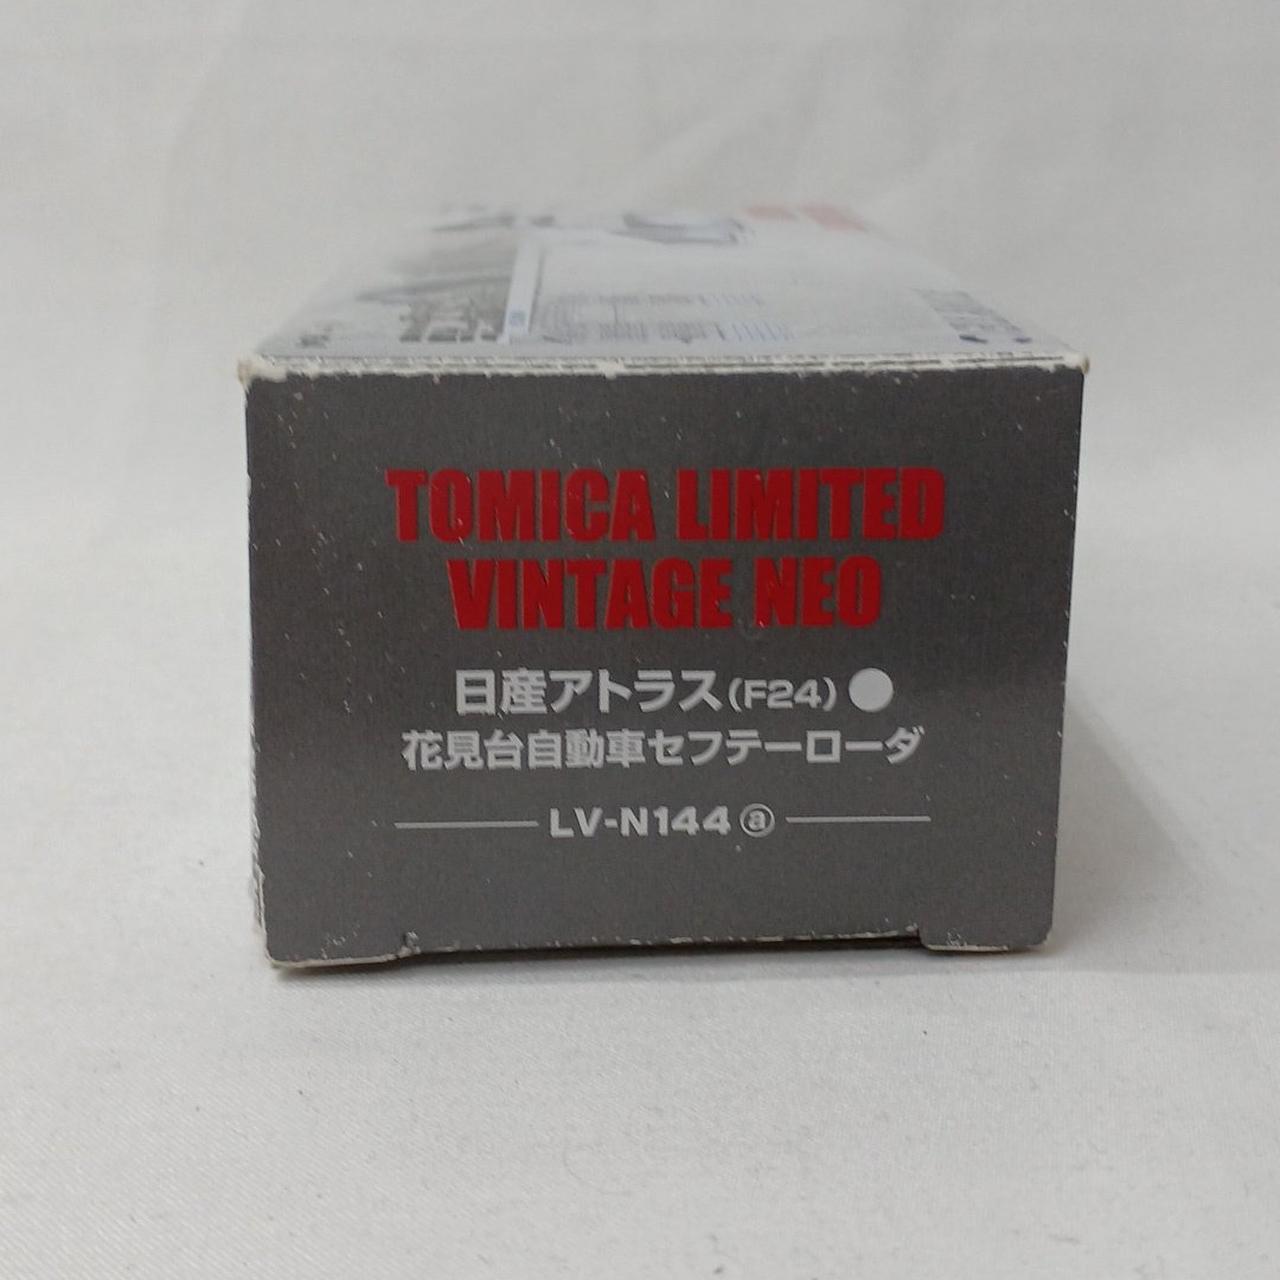 TOMICA LIMITED
VINTAGE NEO
日産アトラス(F24)
花見台自動車セフテーローダ
LV-N144ⓐ